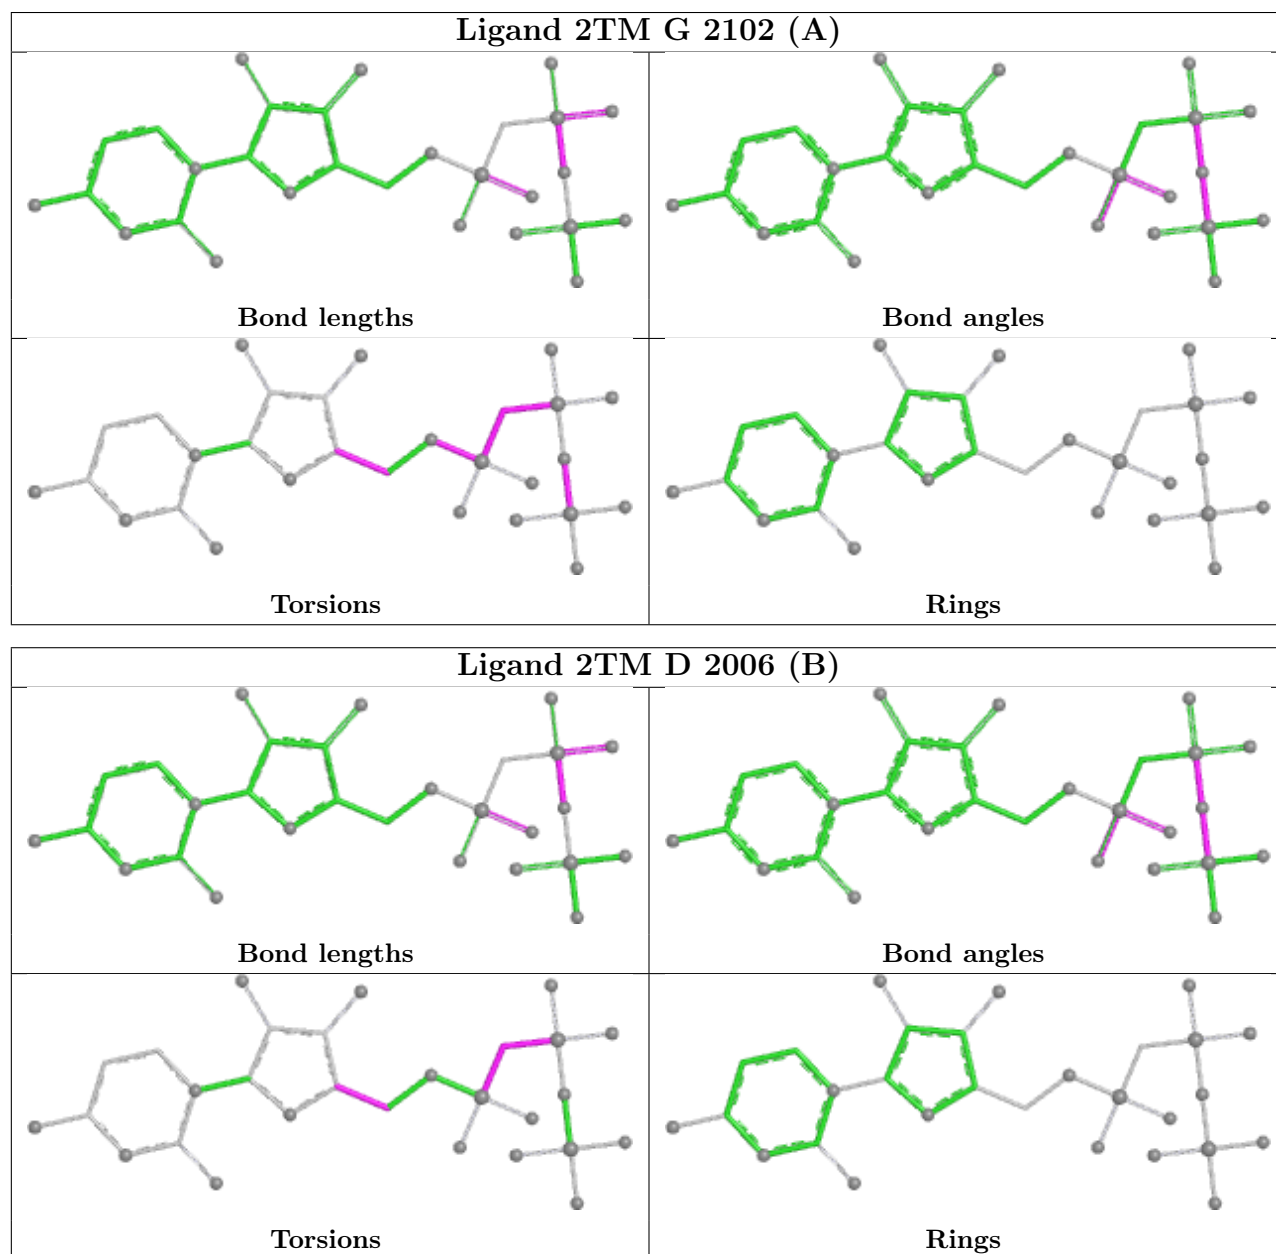 Ligand 2TM G 2102 (A)
Bond lengths
Bond angles
Torsions
Rings
Ligand 2TM D 2006 (B)
Bond lengths
Bond angles
Torsions
Rings